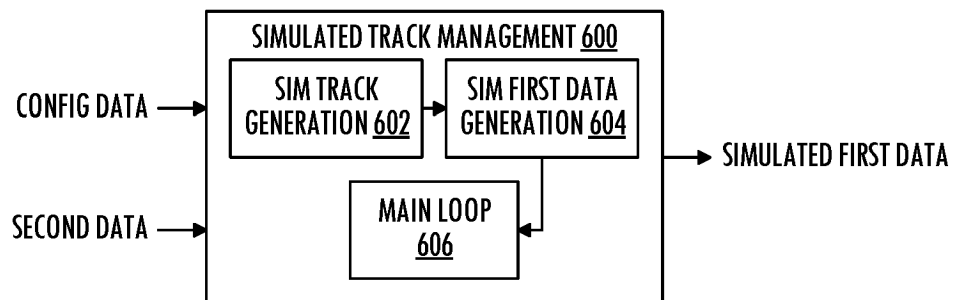 SIMULATED TRACK MANAGEMENT 600
SIM TRACK
GENERATION 602
SIM FIRST DATA
GENERATION 604
CONFIG DATA
SIMULATED FIRST DATA
SECOND DATA
MAIN LOOP
606